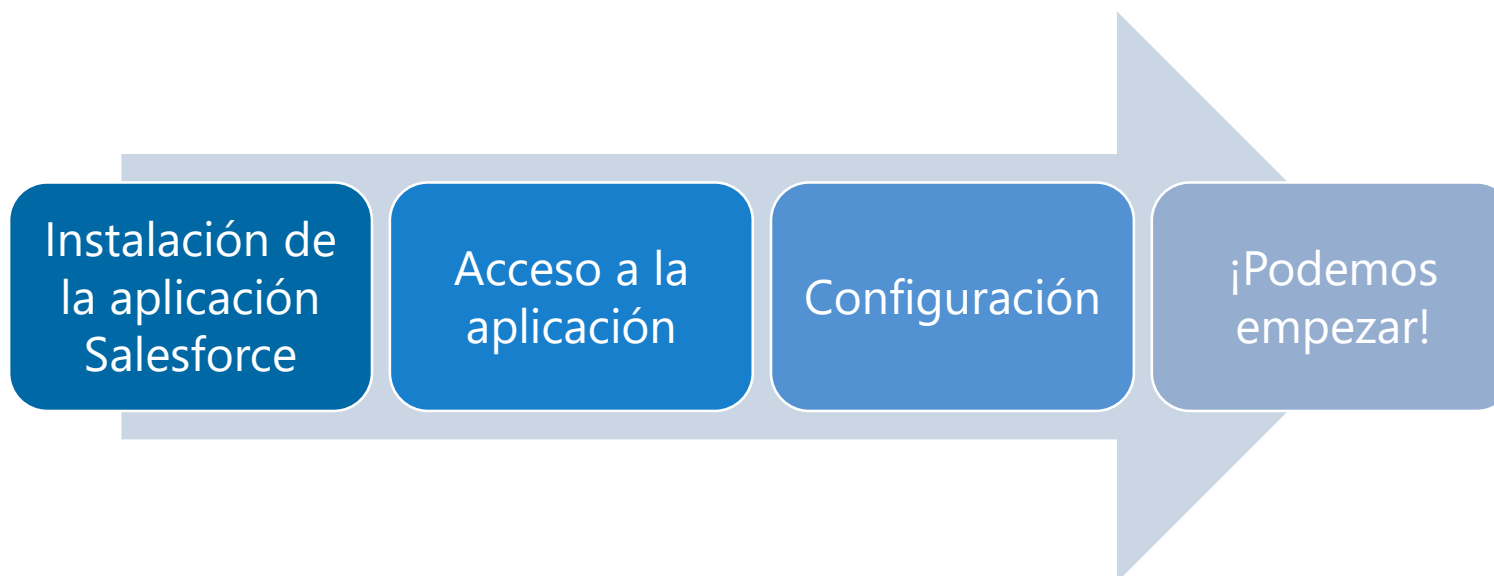 Instalación de
la aplicación
Salesforce
Acceso a la
aplicación
Configuración
¡Podemos
empezar!